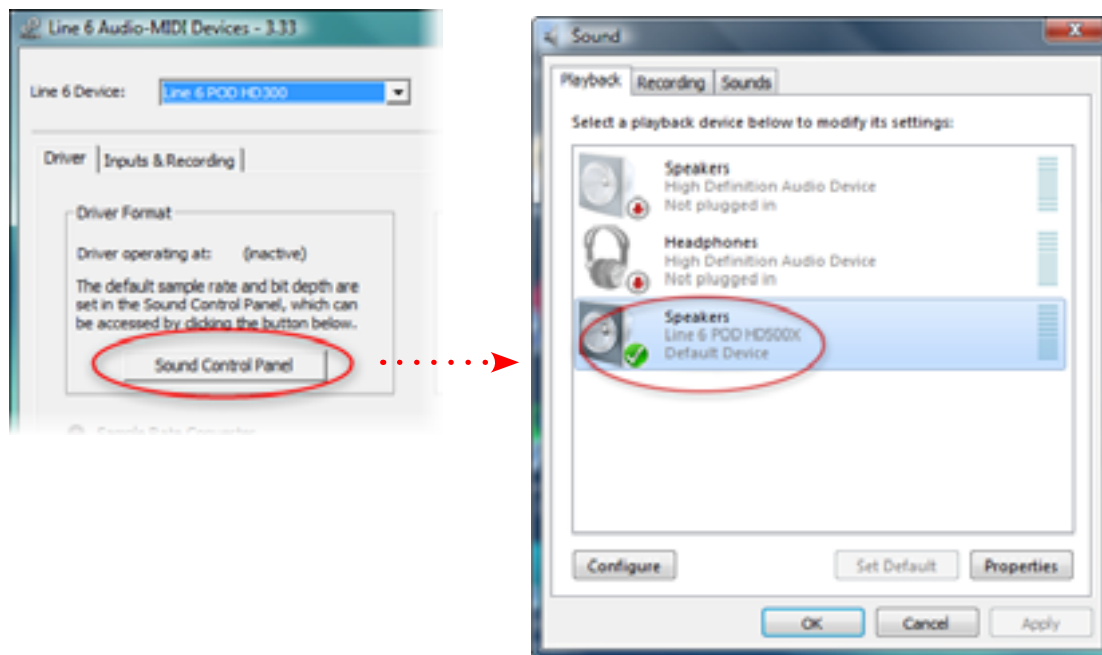 Line 6 Audio-MIDI Devices - 3.33
Line 6 Device:
Line 6 POD HD300
Driver
Inputs & Recording
Driver Format
Driver operating at: (inactive)
The default sample rate and bit depth are
set in the Sound Control Panel, which can
be accessed by clicking the button below.
Sound Control Panel
Sample Rate Converter
Sound
Playback
Recording
Sounds
Select a playback device below to modify its settings:
Speakers
High Definition Audio Device
Not plugged in
Headphones
High Definition Audio Device
Not plugged in
Speakers
Line 6 POD HD500X
Default Device
Configure
Set Default
Properties
OK
Cancel
Apply